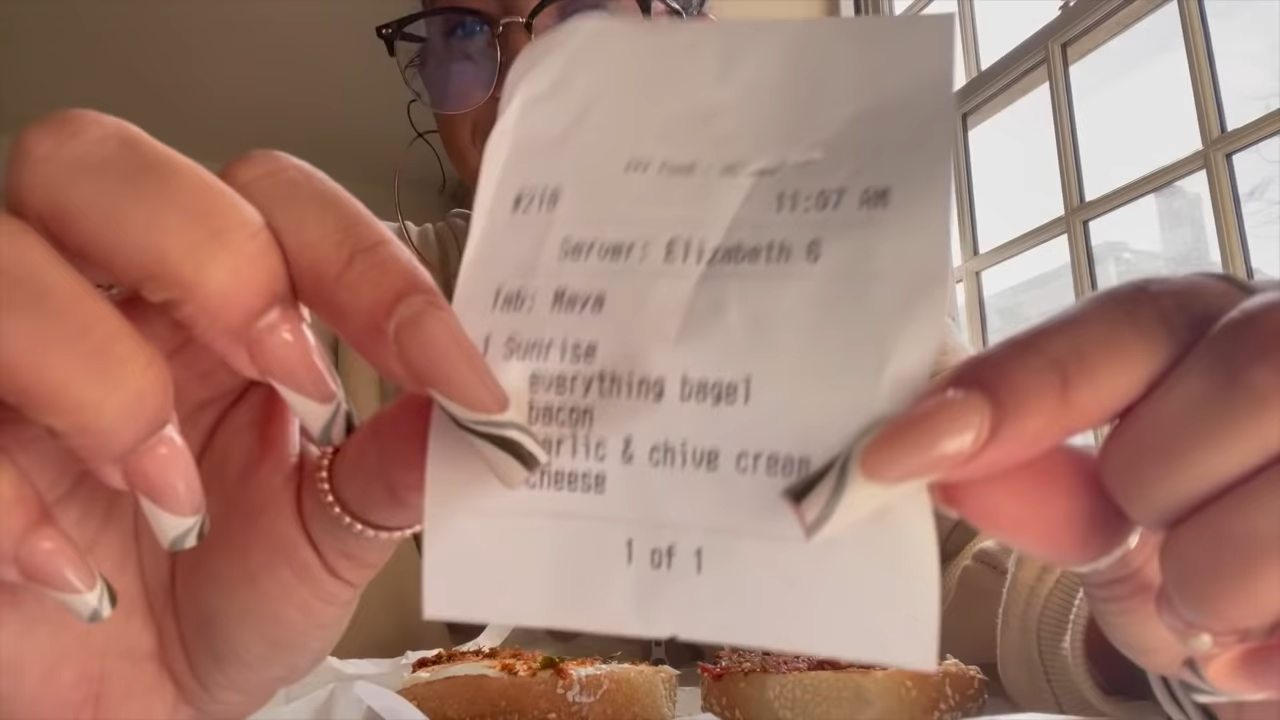 #218 11:07 AM
Server: Elizabeth G
Tab: Maya
1 Sunrise
everything bagel
bacon
garlic & chive cream
cheese
1 of 1